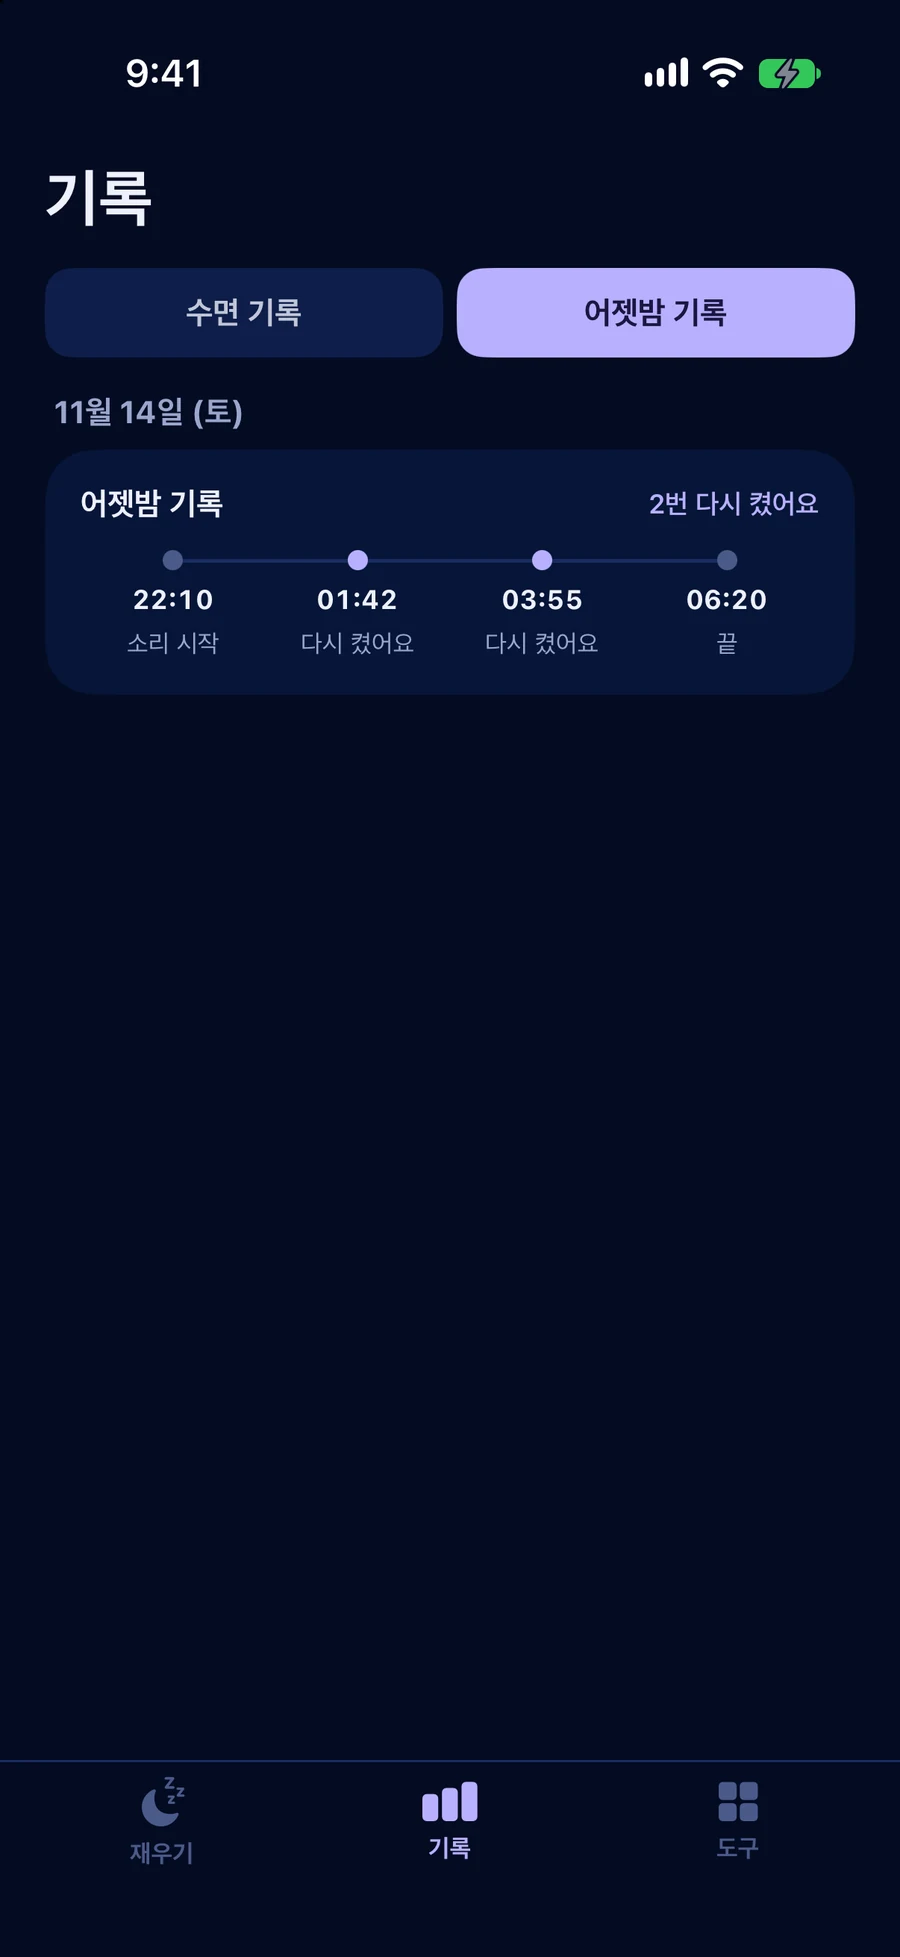 9:41
기록
수면 기록
어젯밤 기록
11월 14일 (토)
어젯밤 기록
2번 다시 켰어요
22:10
01:42
03:55
06:20
소리 시작
다시 켰어요
다시 켰어요
끝
재우기
기록
도구